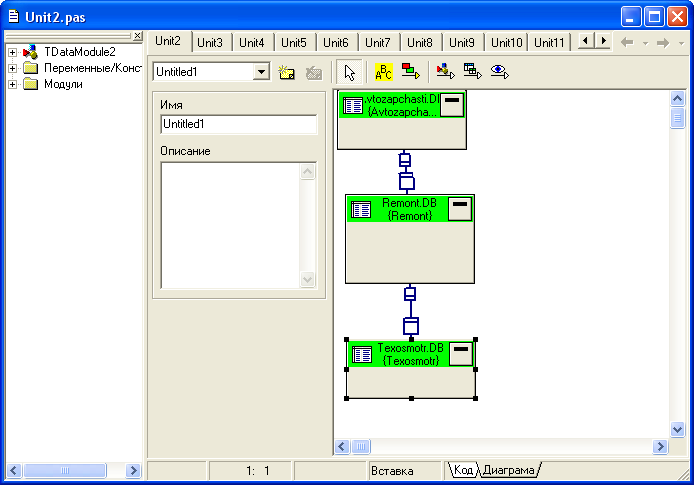 Unit2.pas
TDataModule2
Переменные/Конст
Модули
Unit2 Unit3 Unit4 Unit5 Unit6 Unit7 Unit8 Unit9 Unit10 Unit11
Untitled1
ABC
Имя
Untitled1
Описание
.vtozapchasti.DI
{Avtozapcha...
Remont.DB
{Remont}
Texosmotr.DB
{Texosmotr}
1: 1
Вставка
Код
Диаграма